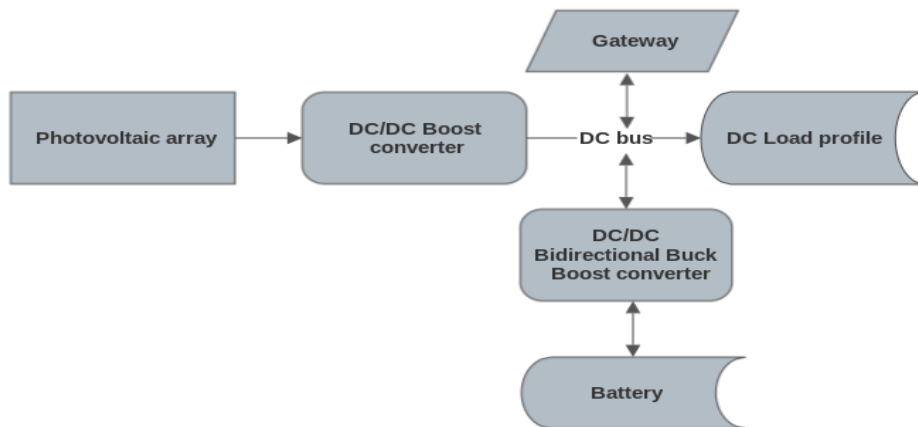 Gateway
Photovoltaic array
DC/DC Boost
converter
DC bus
DC Load profile
DC/DC
Bidirectional Buck
Boost converter
Battery